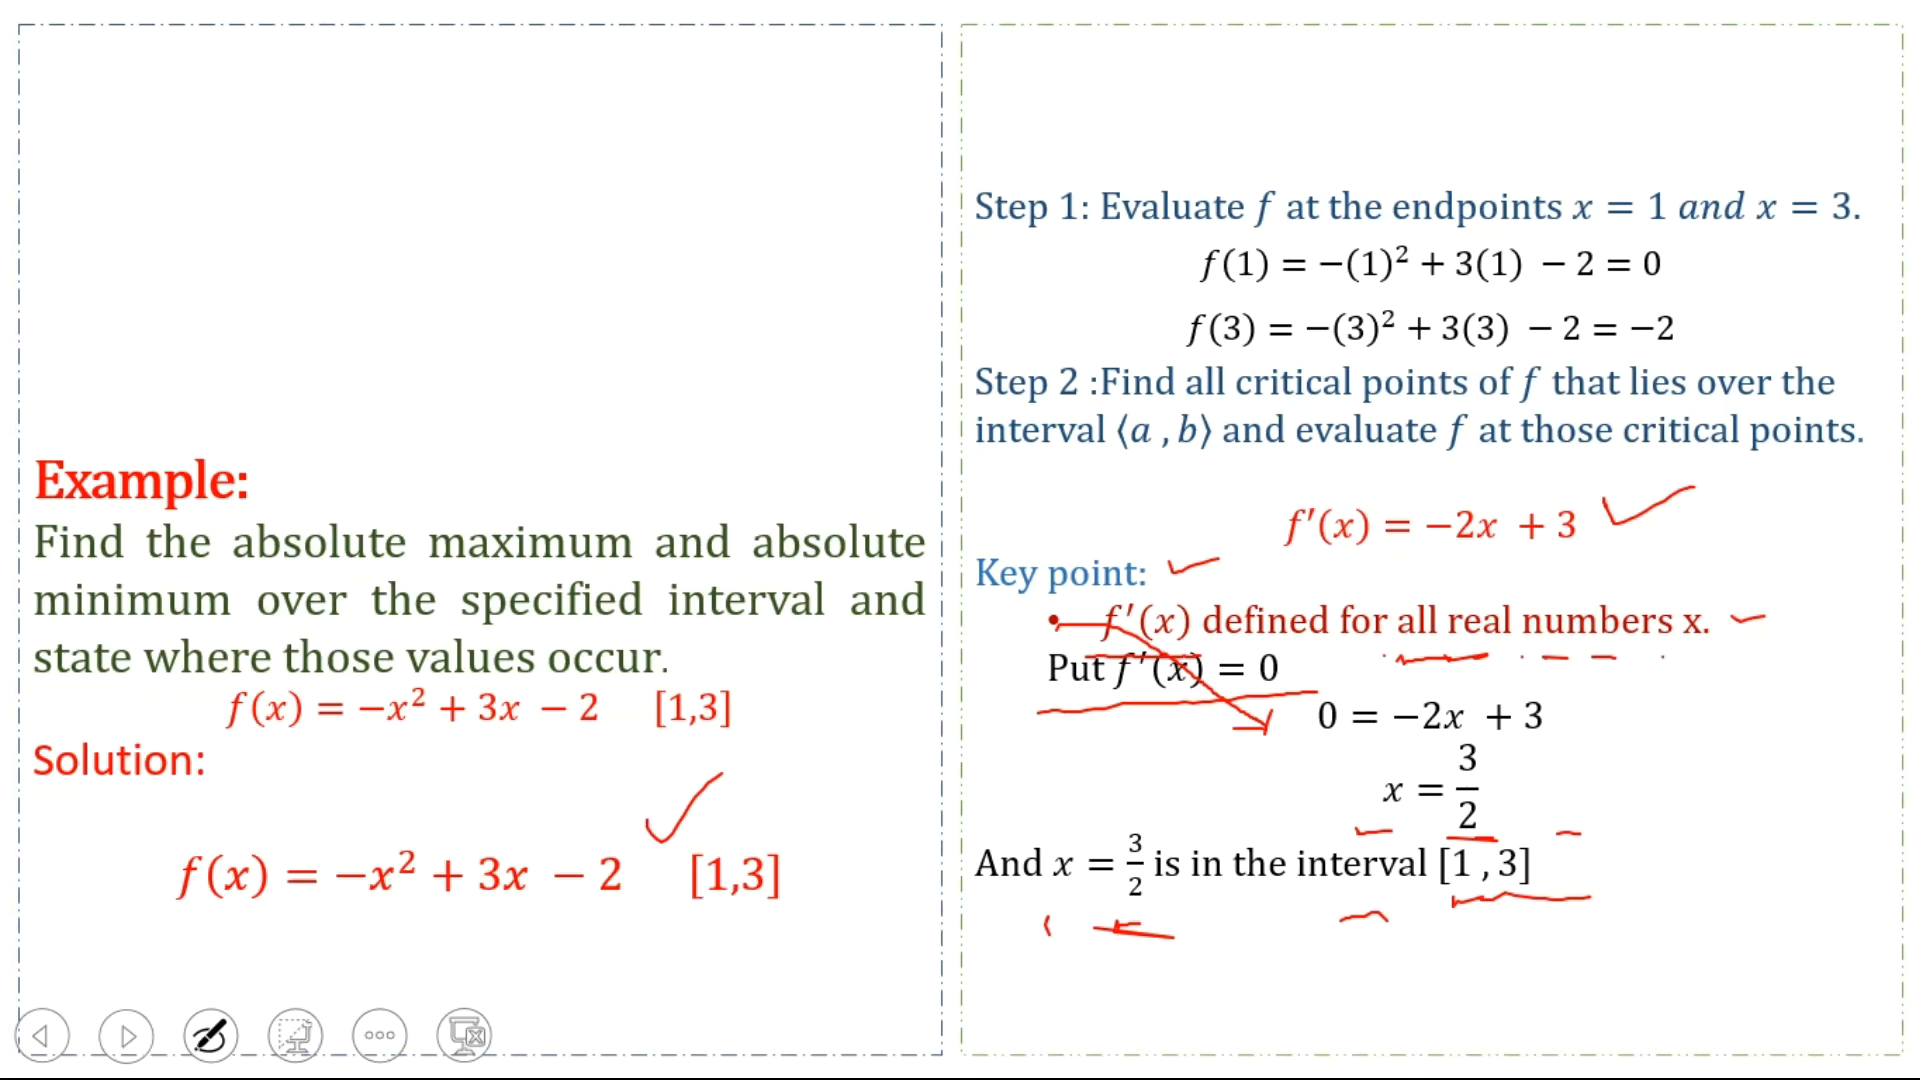 Example:
Find the absolute maximum and absolute
minimum over the specified interval and
state where those values occur.
f(x) = −x² + 3x − 2 [1,3]
Solution:
f(x) = −x² + 3x − 2 [1,3]
Step 1: Evaluate f at the endpoints x = 1 and x = 3.
f(1) = −(1)² + 3(1) − 2 = 0
f(3) = −(3)² + 3(3) − 2 = −2
Step 2 :Find all critical points of f that lies over the
interval ⟨a , b⟩ and evaluate f at those critical points.
f′(x) = −2x + 3
Key point:
• f′(x) defined for all real numbers x.
Put f′(x) = 0
0 = −2x + 3
x = 3/2
And x = 3/2 is in the interval [1 , 3]